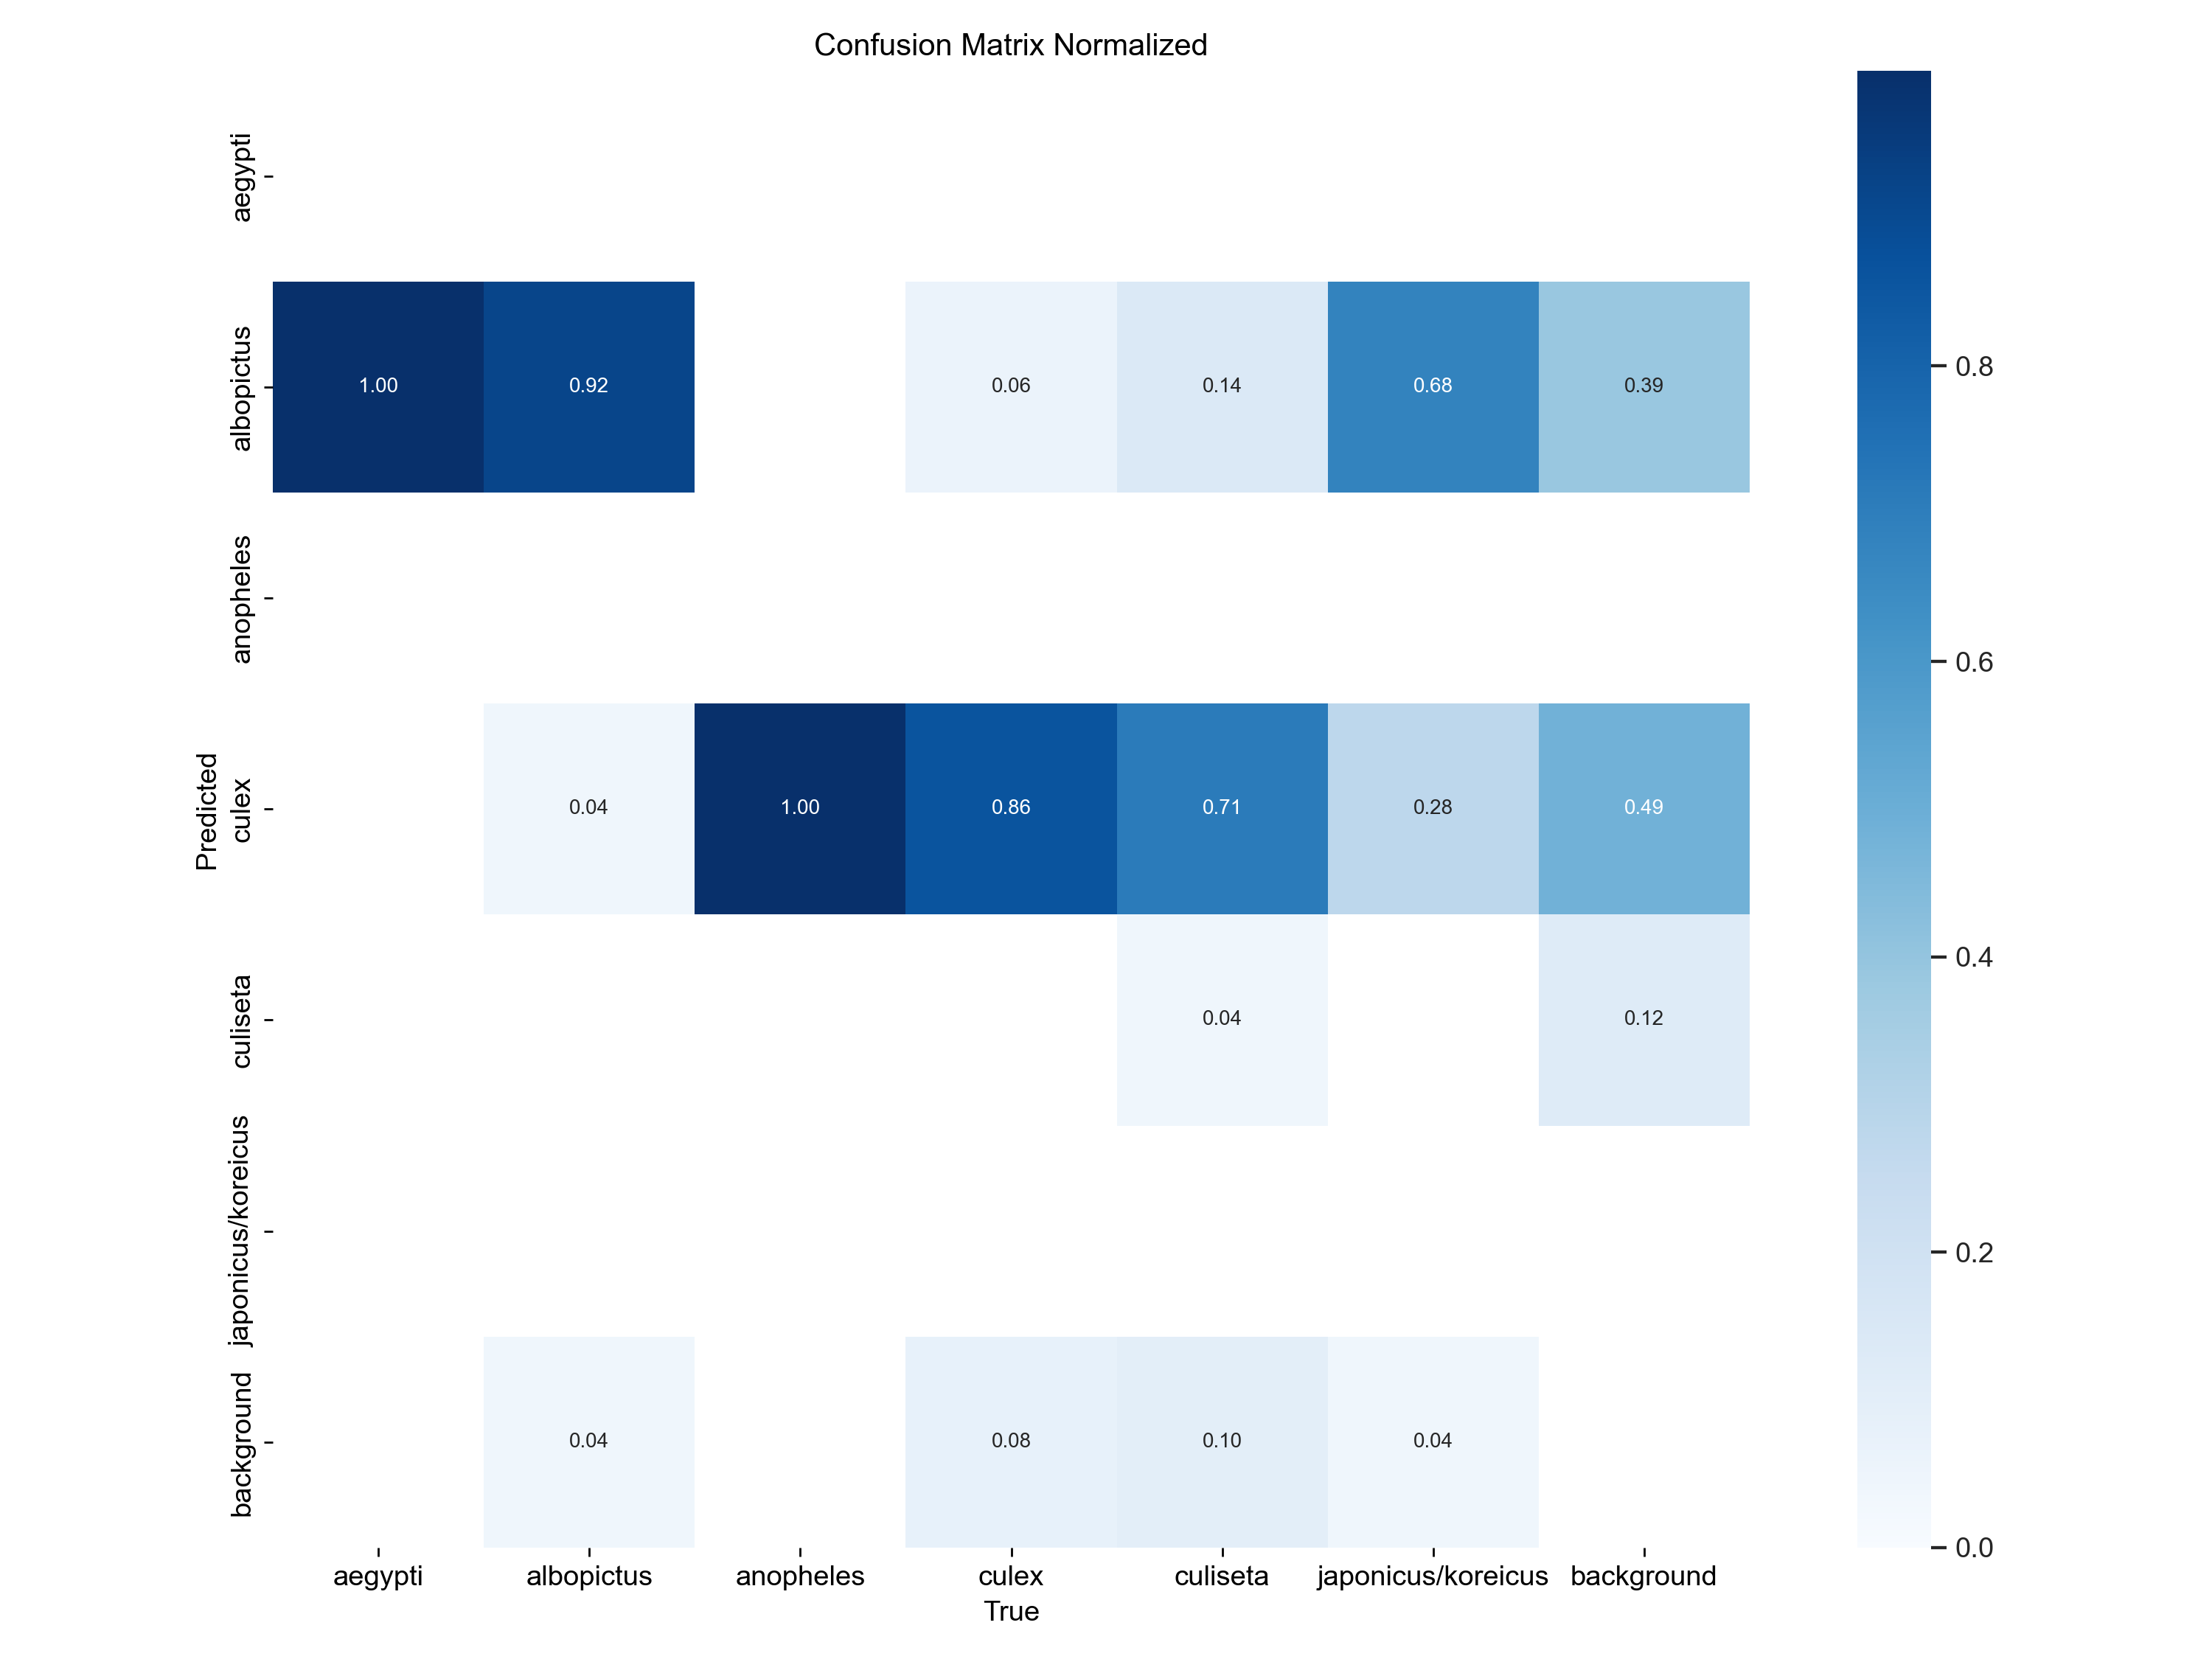 Confusion Matrix Normalized
aegypti
albopictus
1.00 0.92 0.06 0.14 0.68 0.39
anopheles
Predicted
culex
0.04 1.00 0.86 0.71 0.28 0.49
culiseta
0.04 0.12
japonicus/koreicus
background
0.04 0.08 0.10 0.04
aegypti albopictus anopheles culex culiseta japonicus/koreicus background
True
0.8
0.6
0.4
0.2
0.0